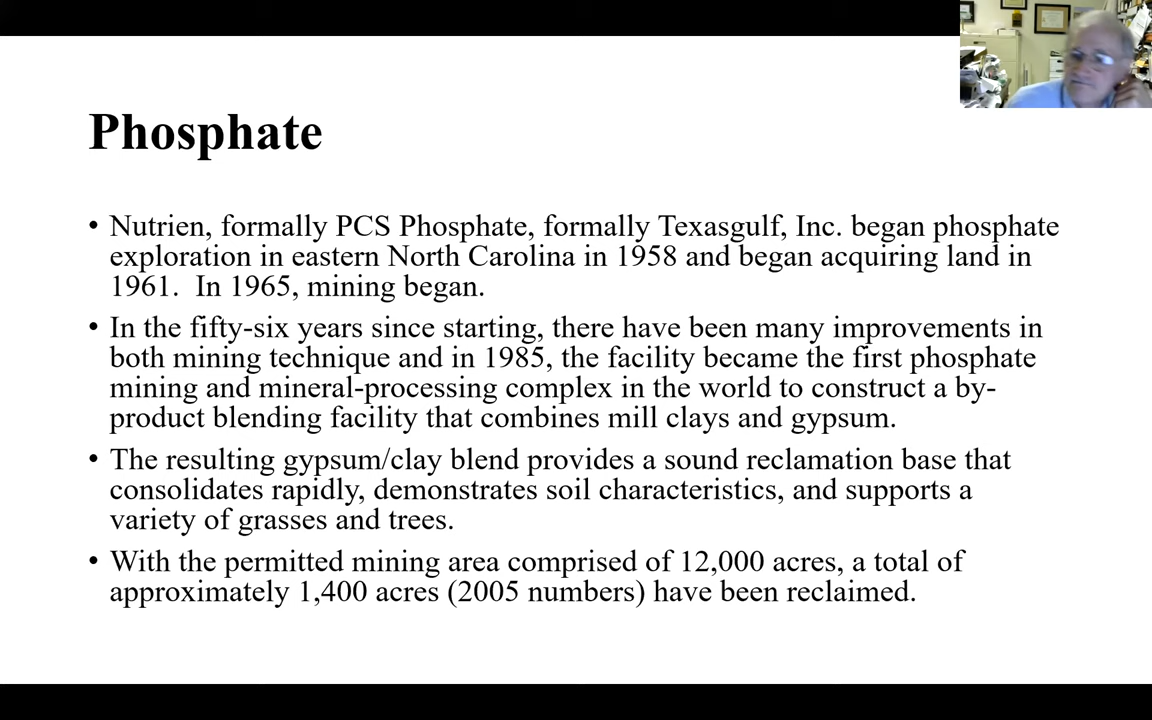 Phosphate
• Nutrien, formally PCS Phosphate, formally Texasgulf, Inc. began phosphate
exploration in eastern North Carolina in 1958 and began acquiring land in
1961.  In 1965, mining began.
• In the fifty-six years since starting, there have been many improvements in
both mining technique and in 1985, the facility became the first phosphate
mining and mineral-processing complex in the world to construct a by-
product blending facility that combines mill clays and gypsum.
• The resulting gypsum/clay blend provides a sound reclamation base that
consolidates rapidly, demonstrates soil characteristics, and supports a
variety of grasses and trees.
• With the permitted mining area comprised of 12,000 acres, a total of
approximately 1,400 acres (2005 numbers) have been reclaimed.